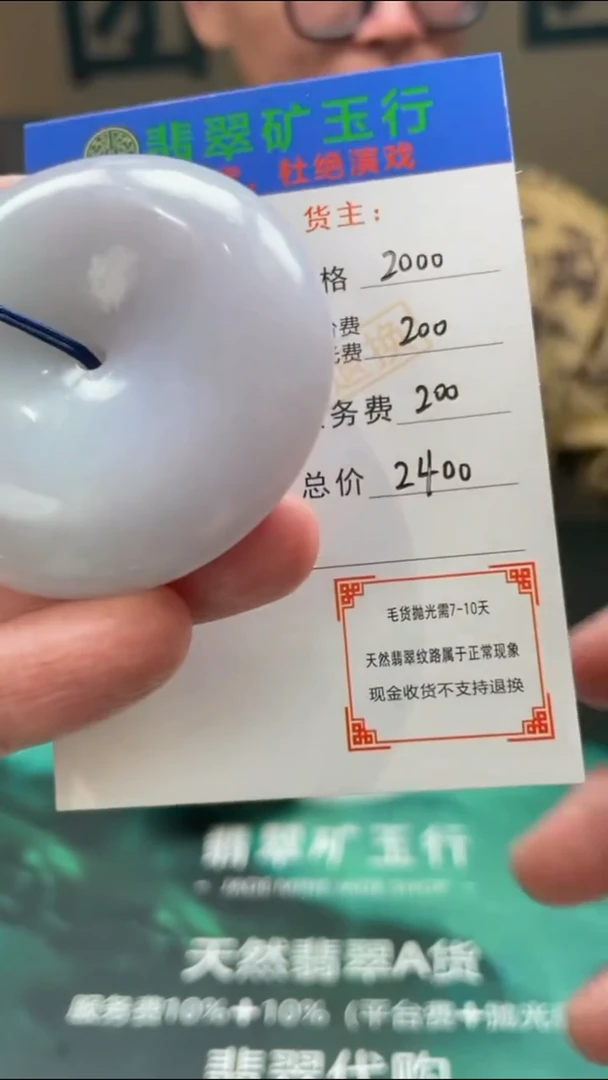 翡翠矿玉行
杜绝演戏
货主：
格 2000
费 200
费
务费 200
总价 2400
毛货抛光需7-10天
天然翡翠纹路属于正常现象
现金收货不支持退换
翡翠矿玉行
天然翡翠A货
服务费10%+10%（平台费+抛光
翡翠代购